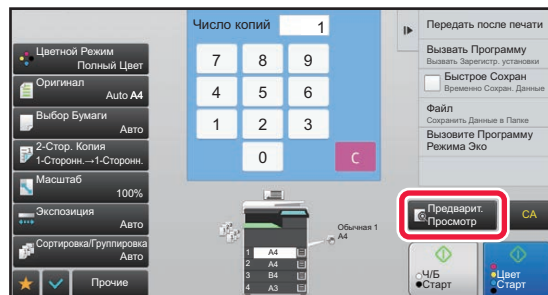 Число копий 1
7 8 9
4 5 6
1 2 3
0 C
Цветной Режим
Полный Цвет
Оригинал
Auto A4
Выбор Бумаги
Авто
2-Стор. Копия
1-Сторонн.→1-Сторонн.
Масштаб
100%
Экспозиция
Авто
Сортировка/Группировка
Авто
Прочие
Обычная 1
A4
1 A4
2 A4
3 B4
4 A3
Передать после печати
Вызвать Программу
Вызвать Зарегистр. установки
Быстрое Сохран
Временно Сохран. Данные
Файл
Сохранить Данные в Папке
Вызовите Программу
Режима Эко
Предварит.
Просмотр
CA
Ч/Б
Старт
Цвет
Старт